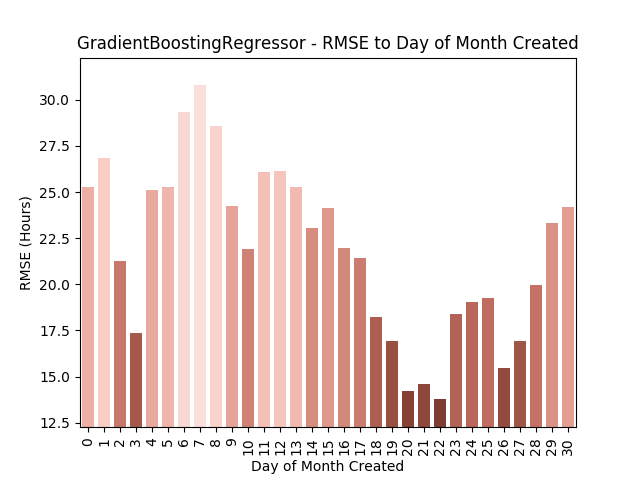 GradientBoostingRegressor - RMSE to Day of Month Created
30.0
27.5
25.0
22.5
20.0
17.5
15.0
12.5
RMSE (Hours)
0 1 2 3 4 5 6 7 8 9 10 11 12 13 14 15 16 17 18 19 20 21 22 23 24 25 26 27 28 29 30
Day of Month Created